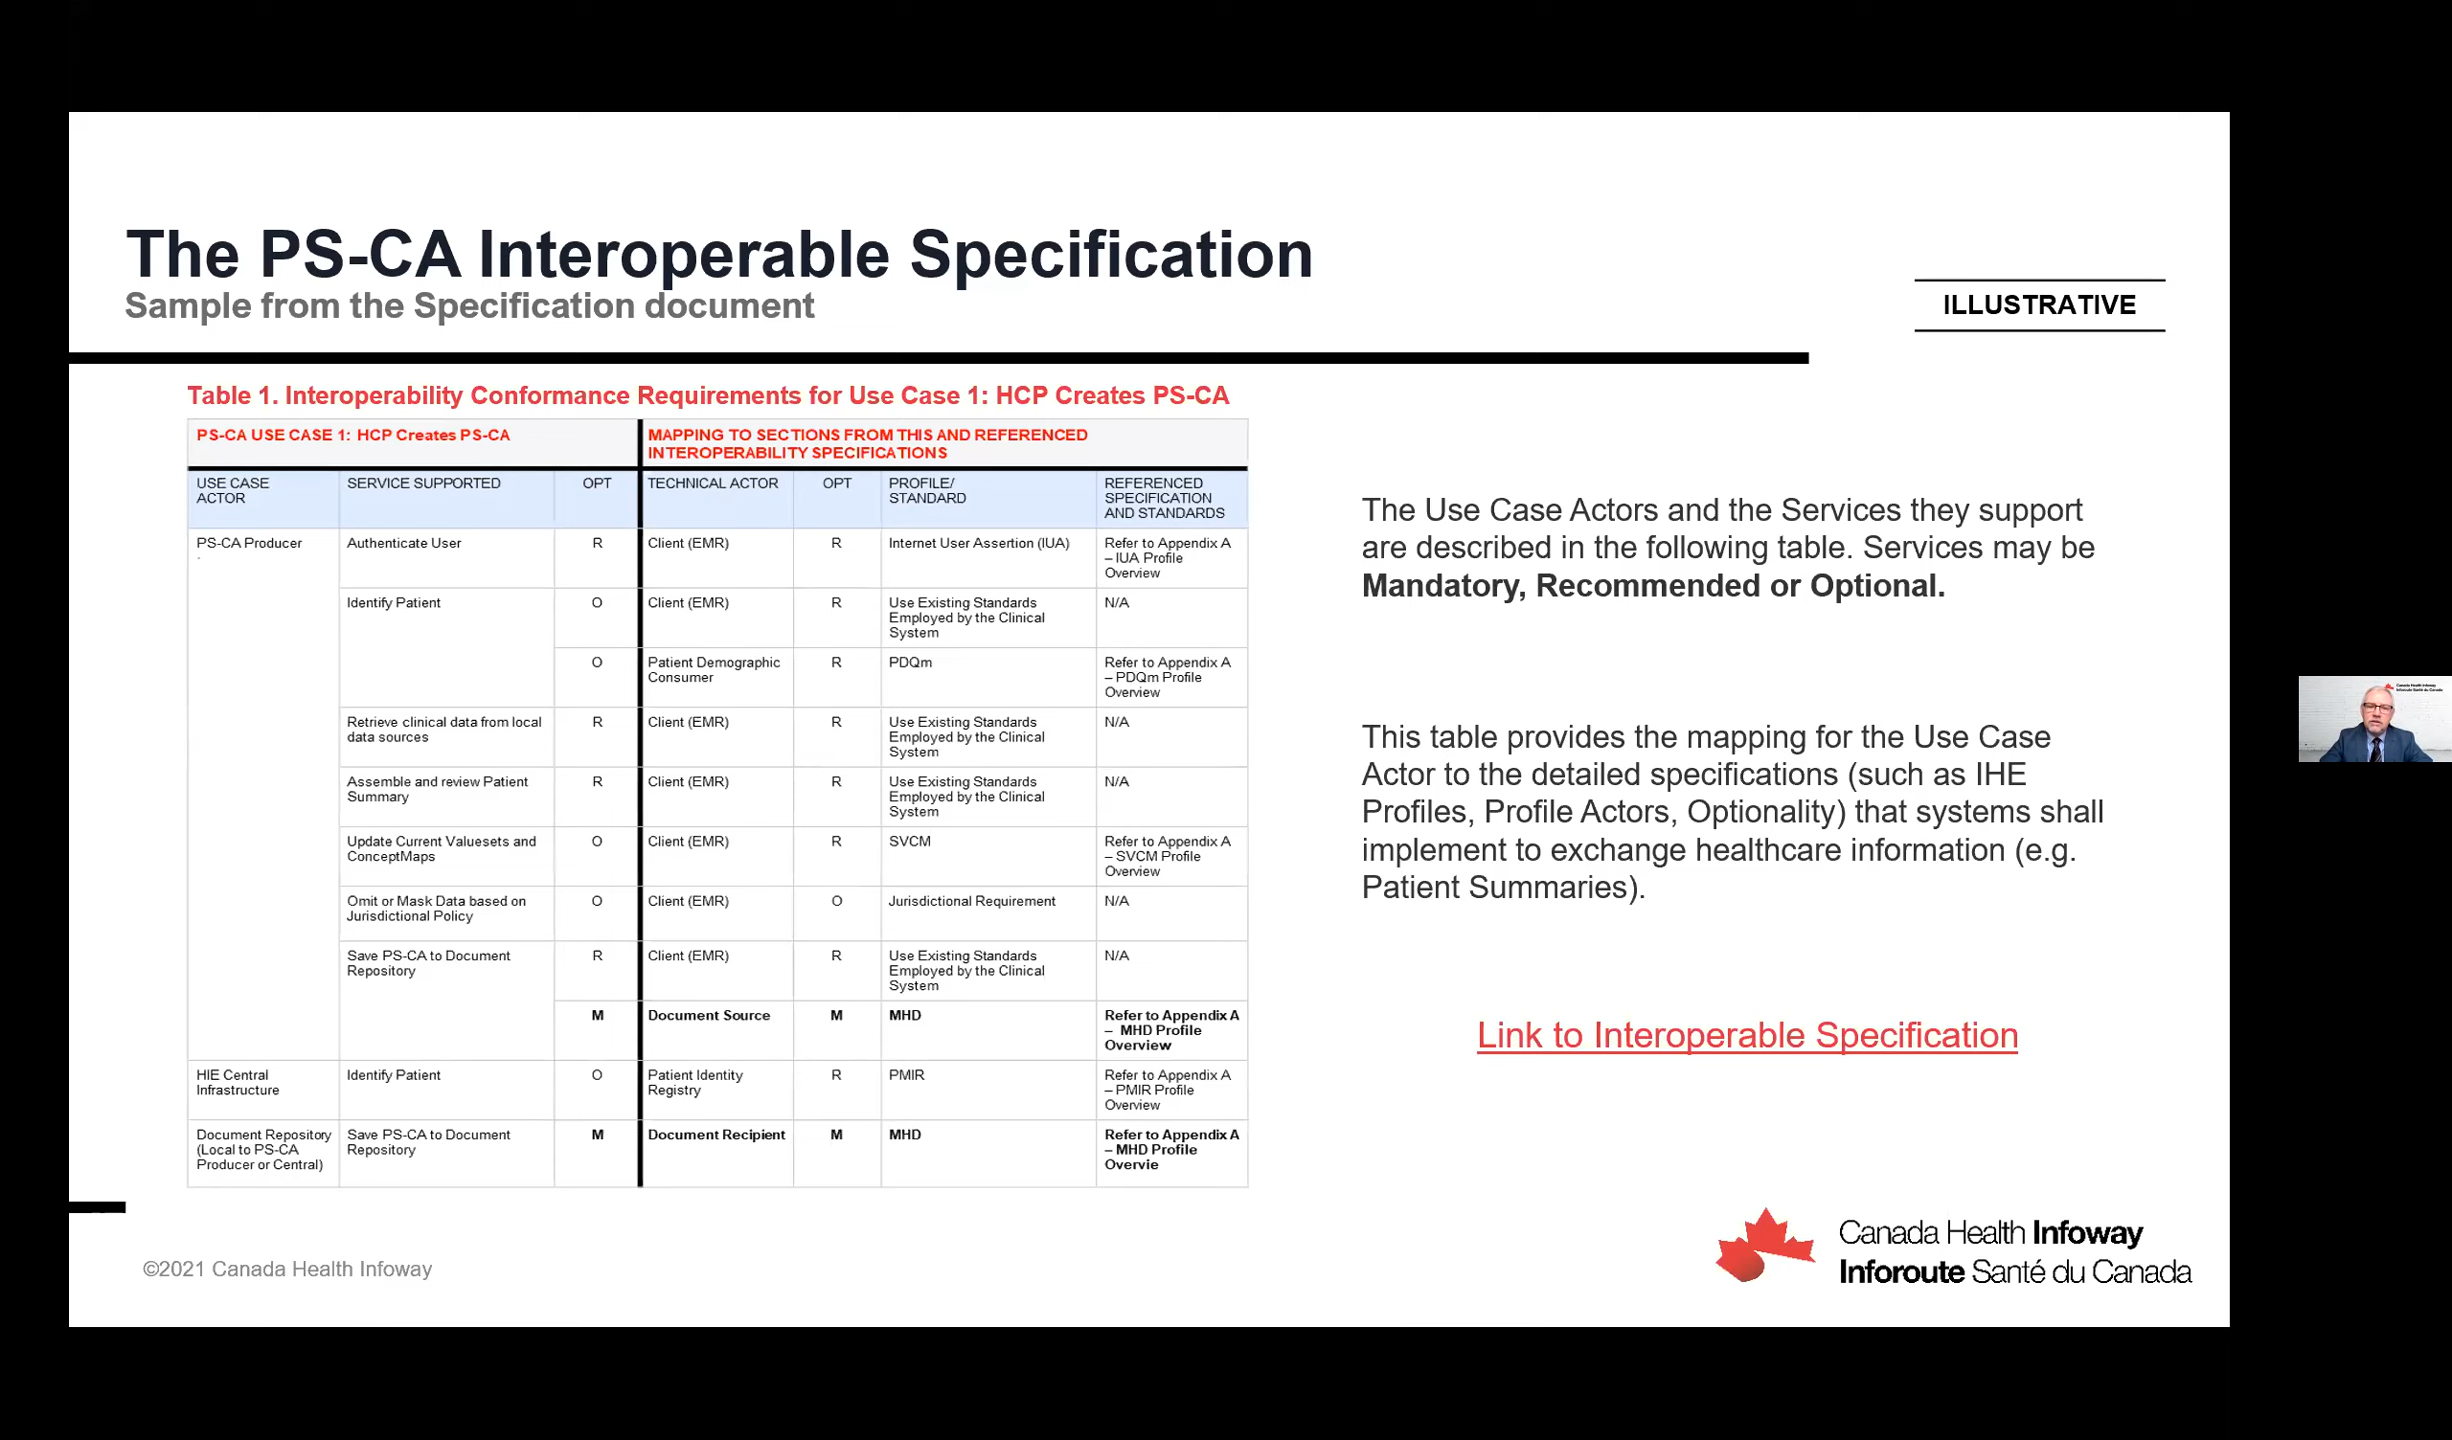 The PS-CA Interoperable Specification
Sample from the Specification document
ILLUSTRATIVE
Table 1. Interoperability Conformance Requirements for Use Case 1: HCP Creates PS-CA
PS-CA USE CASE 1: HCP Creates PS-CA
MAPPING TO SECTIONS FROM THIS AND REFERENCED
INTEROPERABILITY SPECIFICATIONS
USE CASE
ACTOR
SERVICE SUPPORTED
OPT
TECHNICAL ACTOR
OPT
PROFILE/
STANDARD
REFERENCED
SPECIFICATION
AND STANDARDS
PS-CA Producer
Authenticate User
R
Client (EMR)
R
Internet User Assertion (IUA)
Refer to Appendix A
– IUA Profile
Overview
Identify Patient
O
Client (EMR)
R
Use Existing Standards
Employed by the Clinical
System
N/A
O
Patient Demographic
Consumer
R
PDQm
Refer to Appendix A
– PDQm Profile
Overview
Retrieve clinical data from local
data sources
R
Client (EMR)
R
Use Existing Standards
Employed by the Clinical
System
N/A
Assemble and review Patient
Summary
R
Client (EMR)
R
Use Existing Standards
Employed by the Clinical
System
N/A
Update Current Valuesets and
ConceptMaps
O
Client (EMR)
R
SVCM
Refer to Appendix A
– SVCM Profile
Overview
Omit or Mask Data based on
Jurisdictional Policy
O
Client (EMR)
O
Jurisdictional Requirement
N/A
Save PS-CA to Document
Repository
R
Client (EMR)
R
Use Existing Standards
Employed by the Clinical
System
N/A
M
Document Source
M
MHD
Refer to Appendix A
– MHD Profile
Overview
HIE Central
Infrastructure
Identify Patient
O
Patient Identity
Registry
R
PMIR
Refer to Appendix A
– PMIR Profile
Overview
Document Repository
(Local to PS-CA
Producer or Central)
Save PS-CA to Document
Repository
M
Document Recipient
M
MHD
Refer to Appendix A
– MHD Profile
Overvie
The Use Case Actors and the Services they support
are described in the following table. Services may be
Mandatory, Recommended or Optional.
This table provides the mapping for the Use Case
Actor to the detailed specifications (such as IHE
Profiles, Profile Actors, Optionality) that systems shall
implement to exchange healthcare information (e.g.
Patient Summaries).
Link to Interoperable Specification
©2021 Canada Health Infoway
Canada Health Infoway
Inforoute Santé du Canada